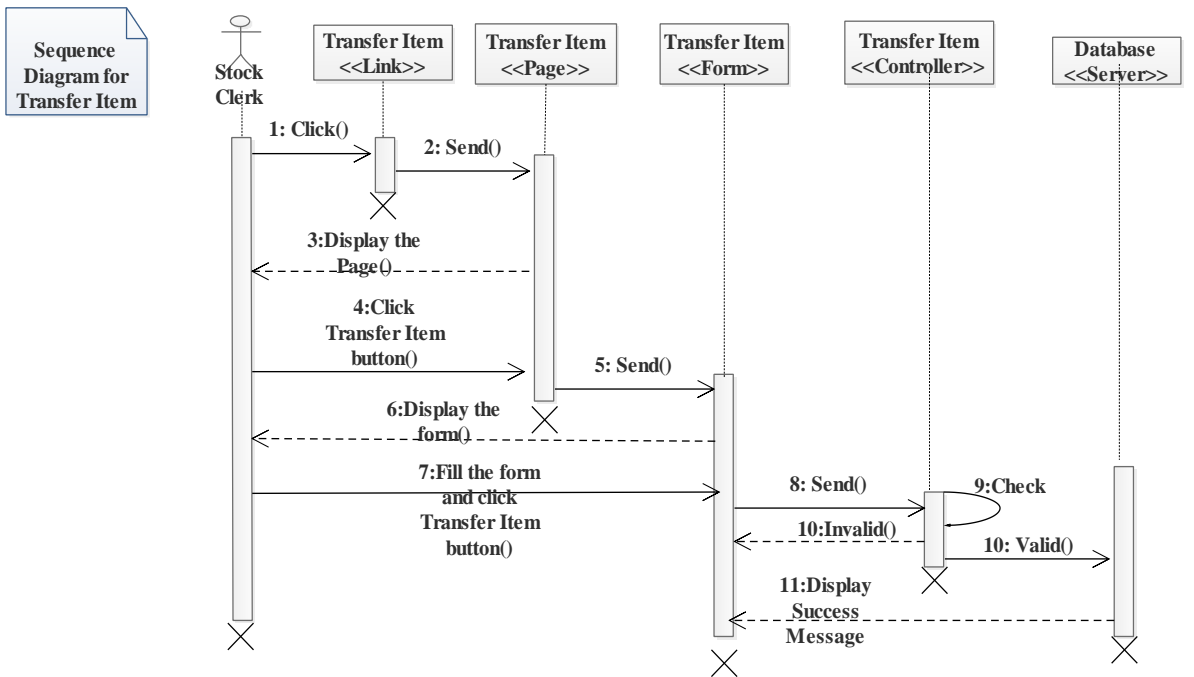 Sequence
Diagram for
Transfer Item
Stock
Clerk
Transfer Item
<<Link>>
Transfer Item
<<Page>>
Transfer Item
<<Form>>
Transfer Item
<<Controller>>
Database
<<Server>>
1: Click()
2: Send()
3:Display the
Page()
4:Click
Transfer Item
button()
5: Send()
6:Display the
form()
7:Fill the form
and click
Transfer Item
button()
8: Send()
9:Check
10:Invalid()
10: Valid()
11:Display
Success
Message